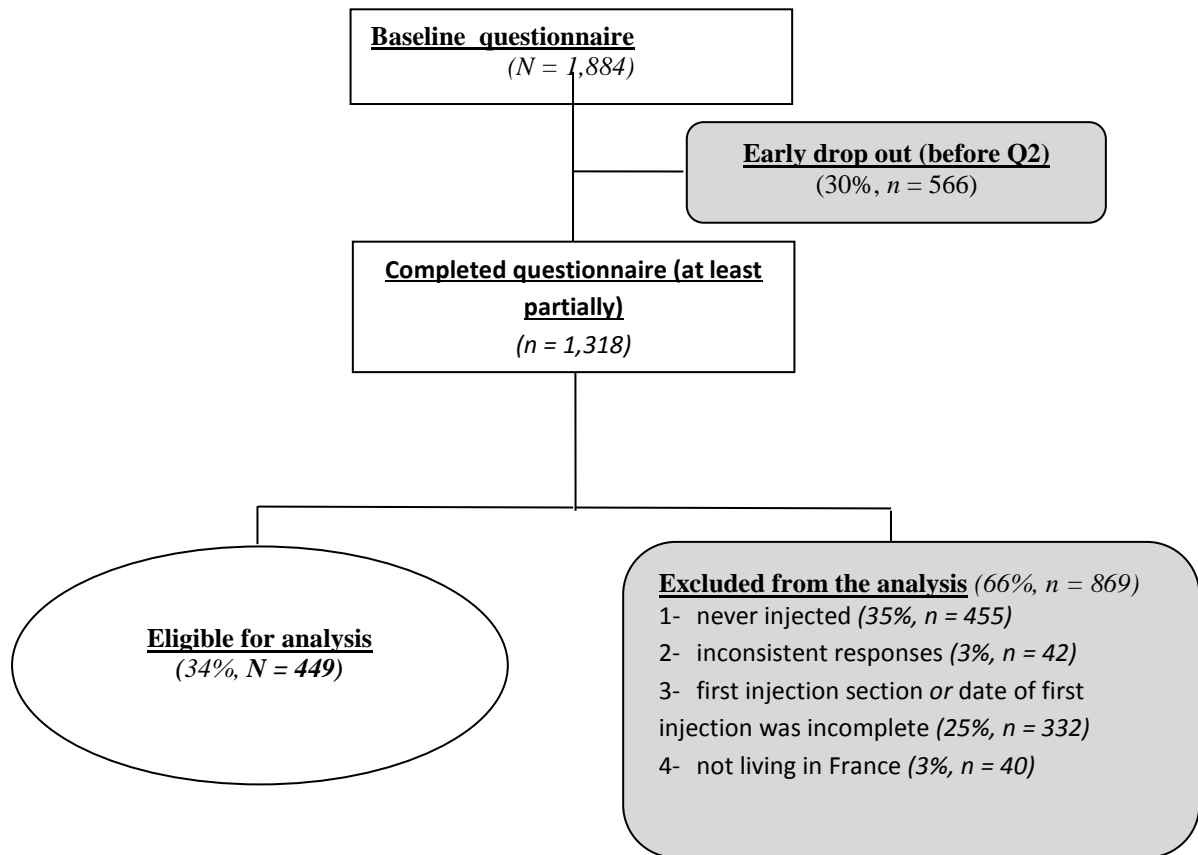 Baseline questionnaire
(N = 1,884)
Early drop out (before Q2)
(30%, n = 566)
Completed questionnaire (at least
partially)
(n = 1,318)
Eligible for analysis
(34%, N = 449)
Excluded from the analysis (66%, n = 869)
1- never injected (35%, n = 455)
2- inconsistent responses (3%, n = 42)
3- first injection section or date of first
injection was incomplete (25%, n = 332)
4- not living in France (3%, n = 40)